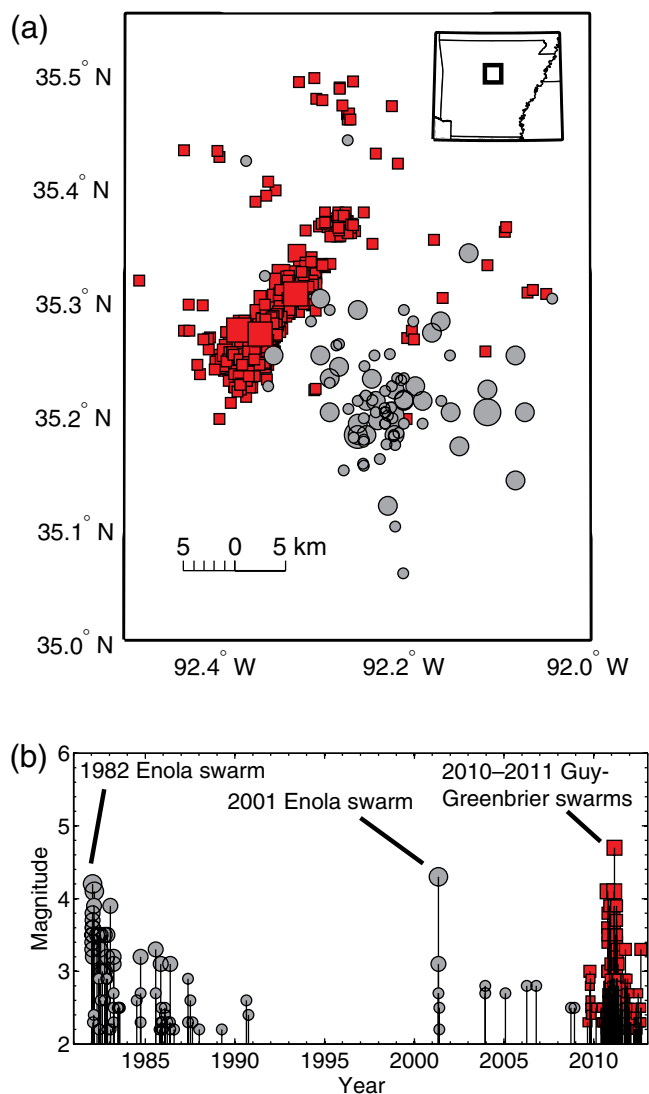 (a)
35.5° N
35.4° N
35.3° N
35.2° N
35.1° N
35.0° N
5 0 5 km
92.4° W 92.2° W 92.0° W
(b)
6
5
4
3
2
Magnitude
1982 Enola swarm
2001 Enola swarm
2010–2011 Guy-
Greenbrier swarms
1985 1990 1995 2000 2005 2010
Year